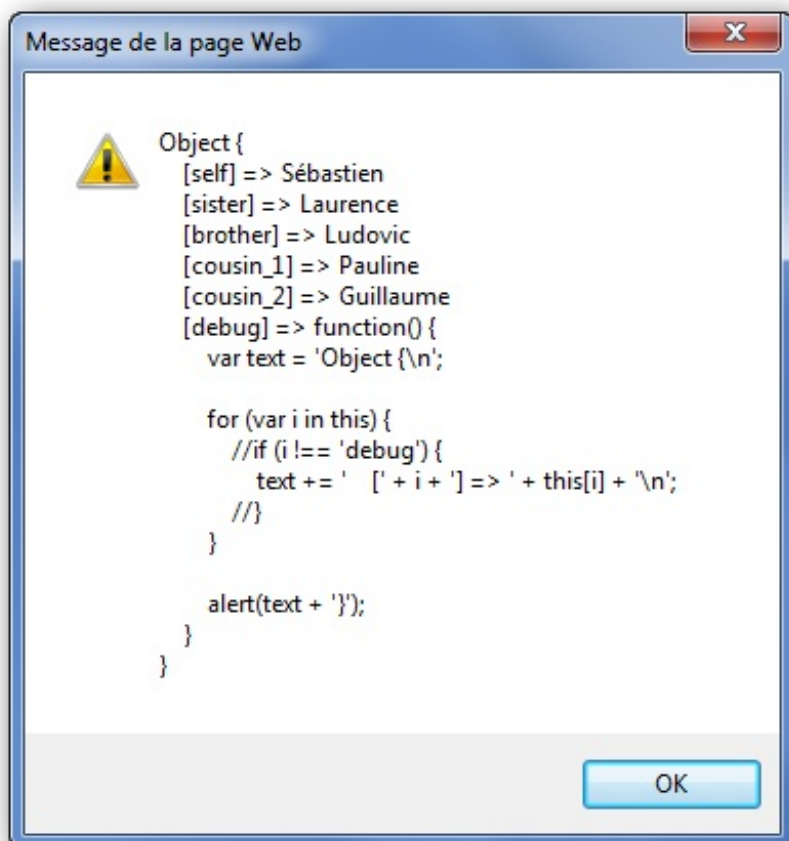 Message de la page Web
Object {
[self] => Sébastien
[sister] => Laurence
[brother] => Ludovic
[cousin_1] => Pauline
[cousin_2] => Guillaume
[debug] => function() {
var text = 'Object {\n';
for (var i in this) {
//if (i !== 'debug') {
text += '    [' + i + '] => ' + this[i] + '\n';
//}
}
alert(text + '}');
}
}
OK